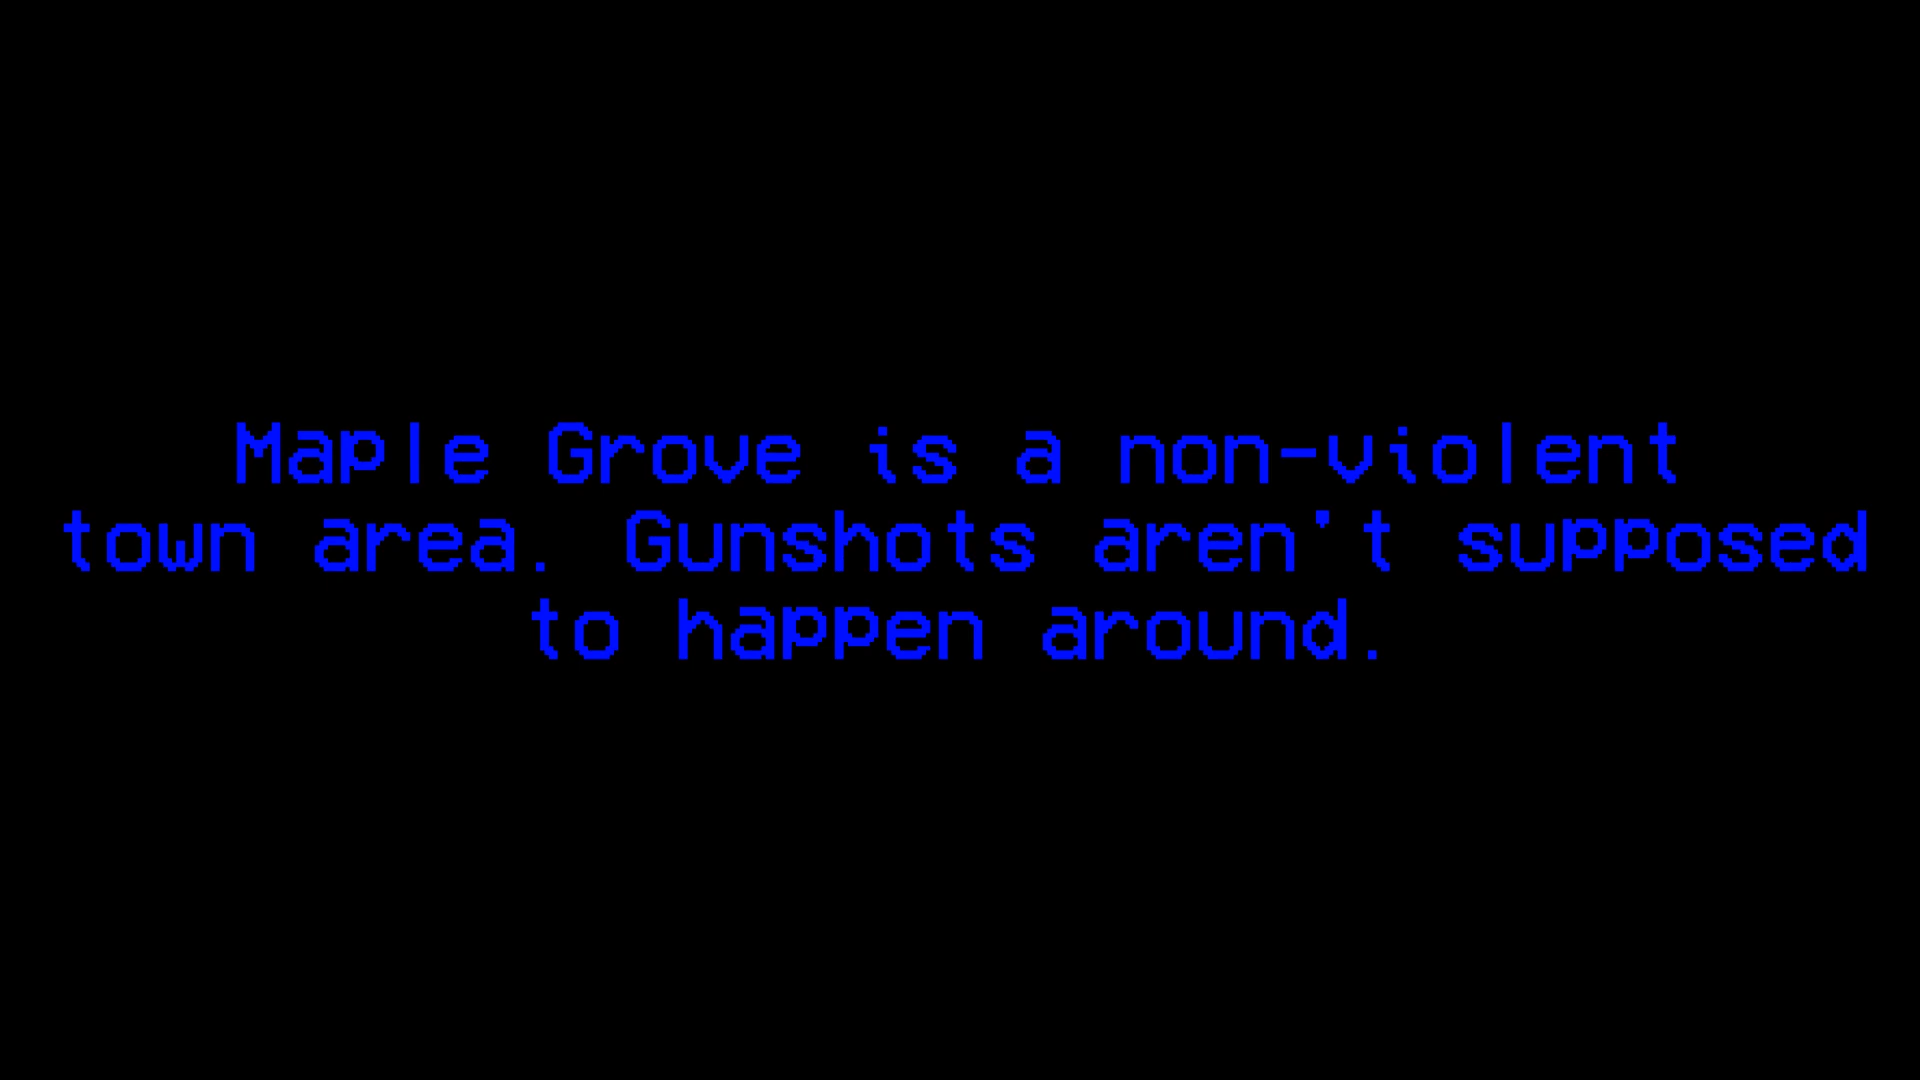 Maple Grove is a non-violent
town area. Gunshots aren't supposed
to happen around.